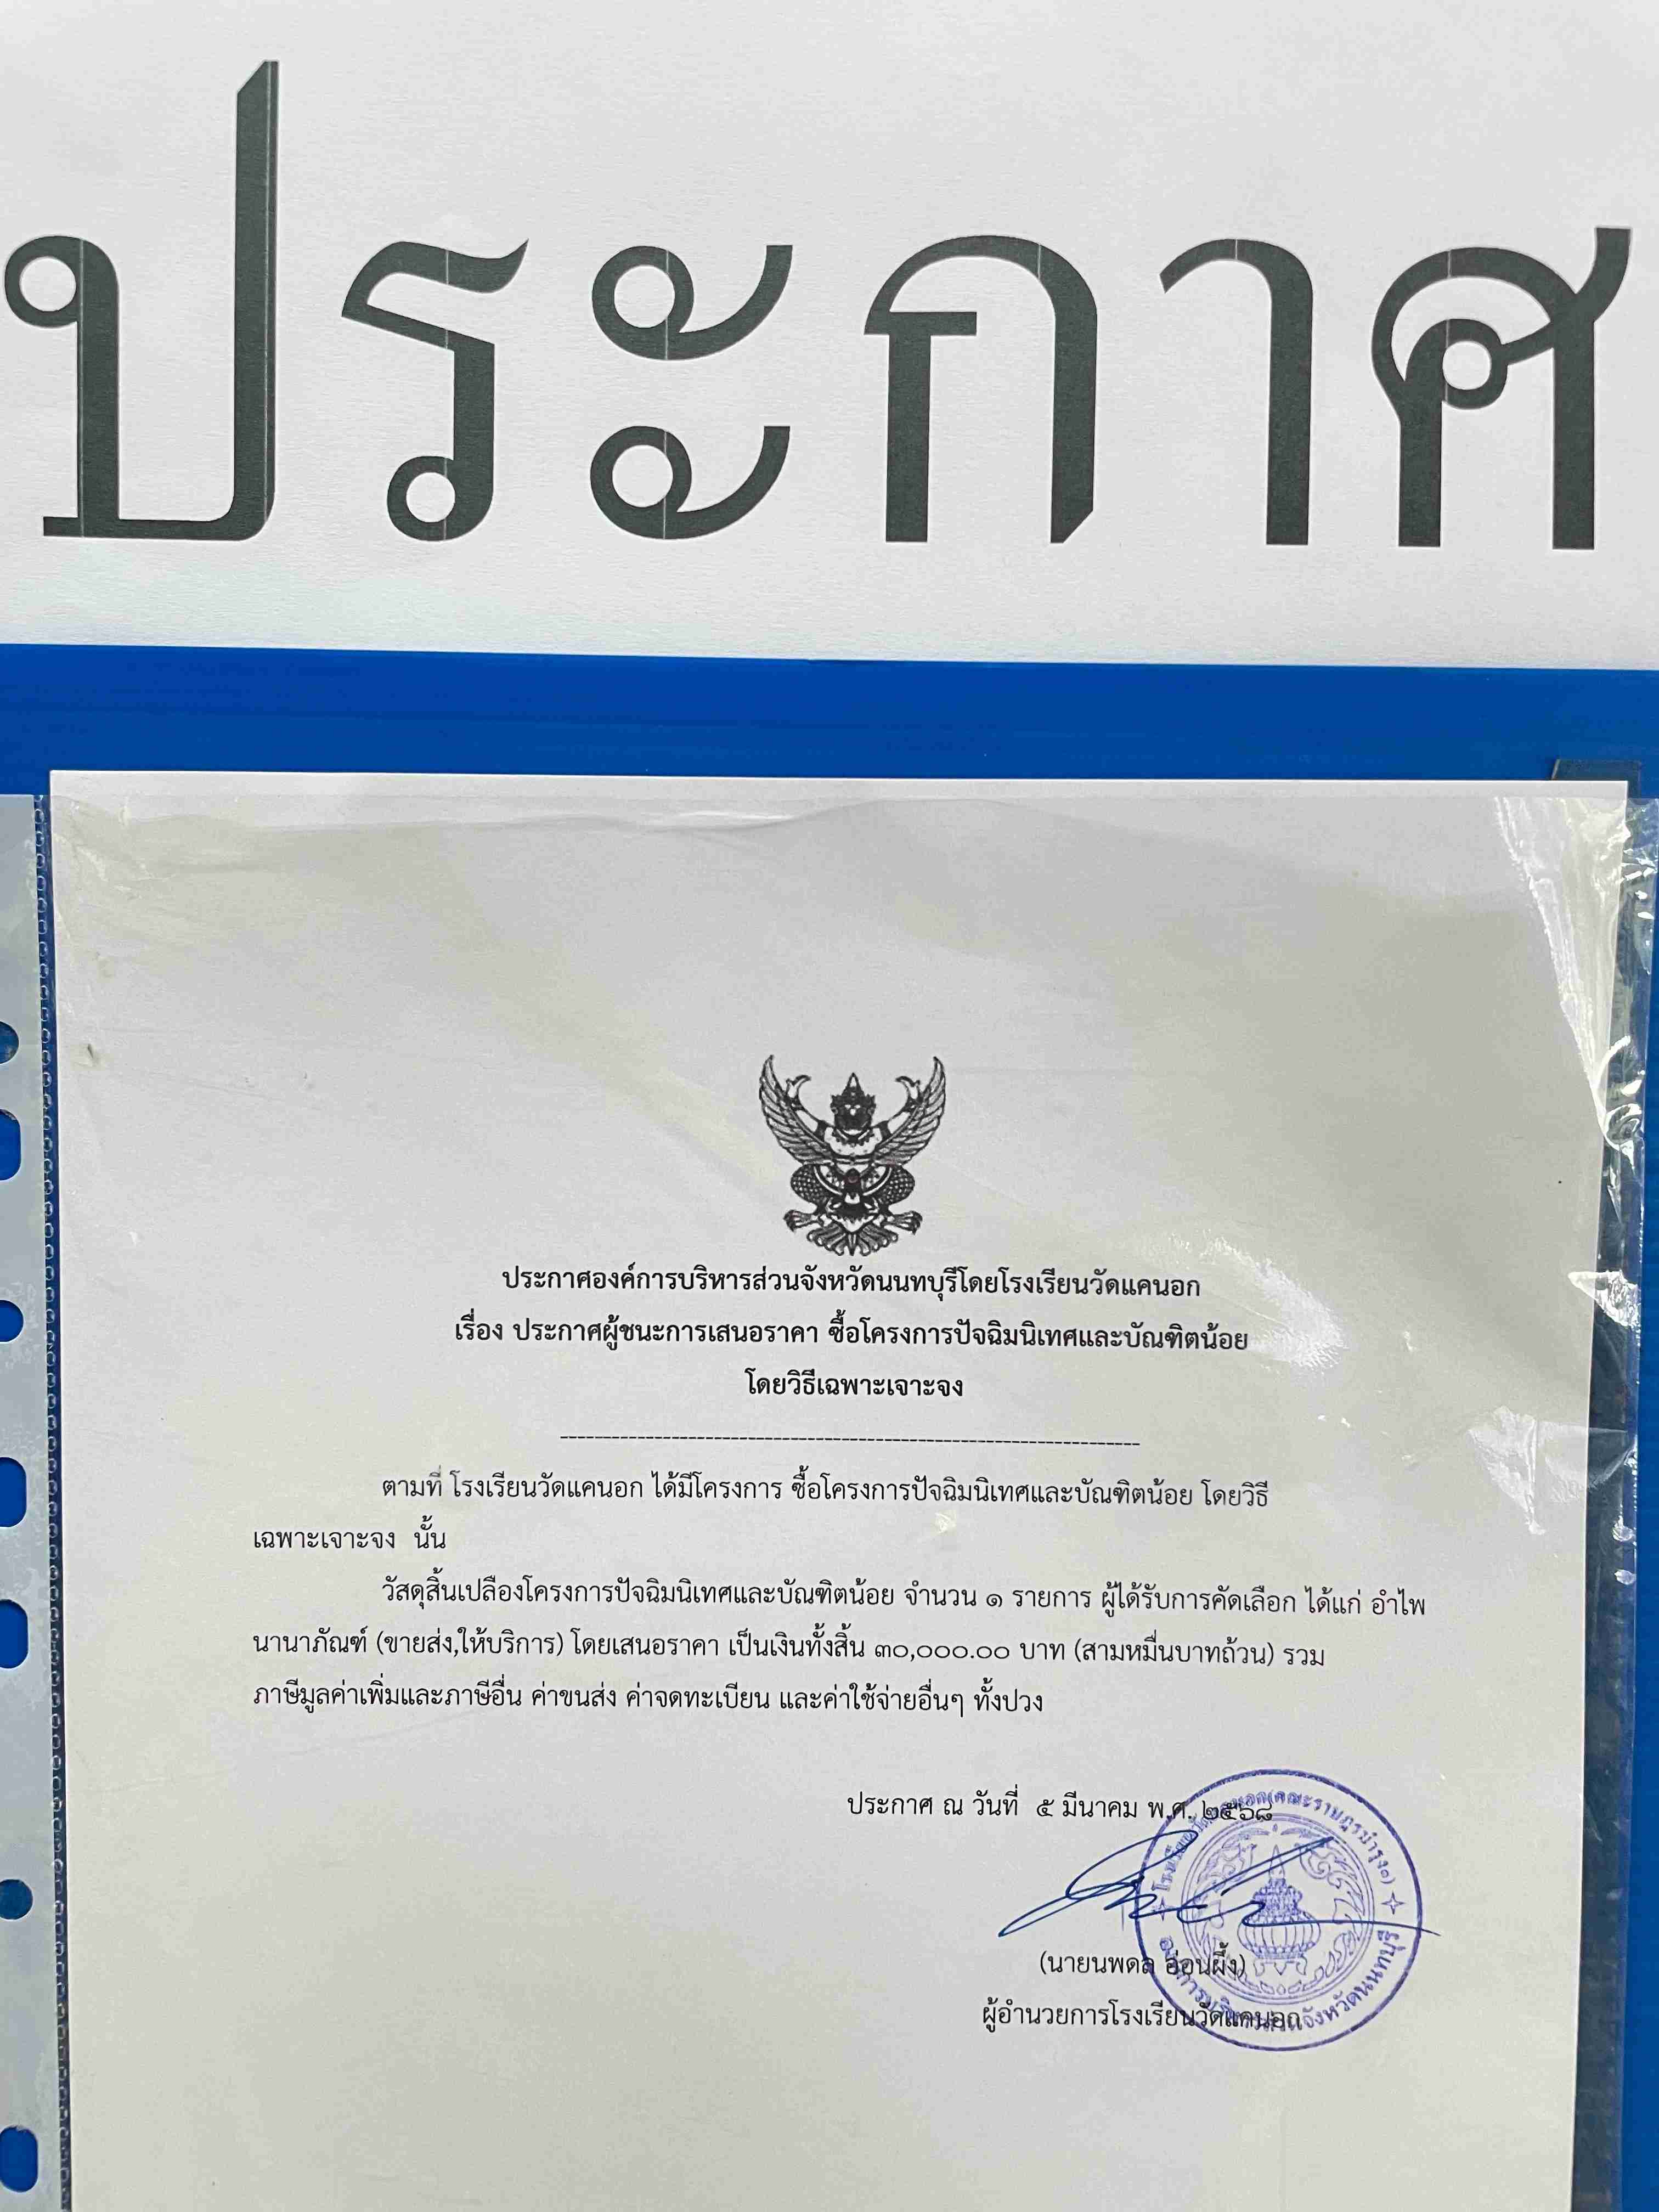 ประกาศ
ประกาศองค์การบริหารส่วนจังหวัดนนทบุรีโดยโรงเรียนวัดแคนอก
เรื่อง ประกาศผู้ชนะการเสนอราคา ซื้อโครงการปัจฉิมนิเทศและบัณฑิตน้อย
โดยวิธีเฉพาะเจาะจง
ตามที่ โรงเรียนวัดแคนอก ได้มีโครงการ ซื้อโครงการปัจฉิมนิเทศและบัณฑิตน้อย โดยวิธี
เฉพาะเจาะจง นั้น
วัสดุสิ้นเปลืองโครงการปัจฉิมนิเทศและบัณฑิตน้อย จำนวน ๑ รายการ ผู้ได้รับการคัดเลือก ได้แก่ อำไพ
นานาภัณฑ์ (ขายส่ง,ให้บริการ) โดยเสนอราคา เป็นเงินทั้งสิ้น ๓๐,๐๐๐.๐๐ บาท (สามหมื่นบาทถ้วน) รวม
ภาษีมูลค่าเพิ่มและภาษีอื่น ค่าขนส่ง ค่าจดทะเบียน และค่าใช้จ่ายอื่นๆ ทั้งปวง
ประกาศ ณ วันที่ ๕ มีนาคม พ.ศ. ๒๕๖๘
(นายนพดล อ่อนผึ้ง)
ผู้อำนวยการโรงเรียนวัดแคนอก